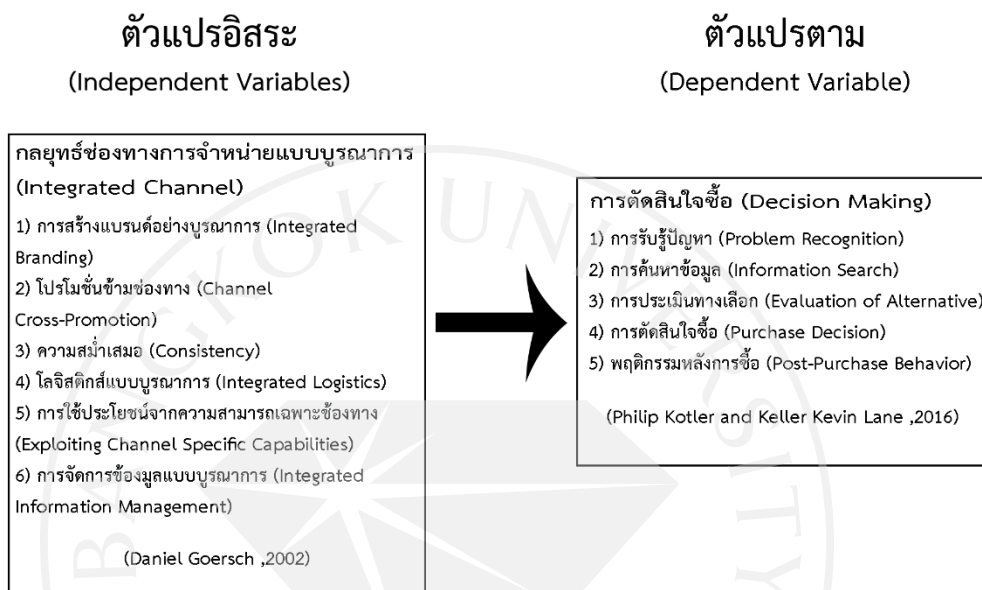 ตัวแปรอิสระ
(Independent Variables)
กลยุทธ์ช่องทางการจำหน่ายแบบบูรณาการ
(Integrated Channel)
1) การสร้างแบรนด์อย่างบูรณาการ (Integrated
Branding)
2) โปรโมชั่นข้ามช่องทาง (Channel
Cross-Promotion)
3) ความสม่ำเสมอ (Consistency)
4) โลจิสติกส์แบบบูรณาการ (Integrated Logistics)
5) การใช้ประโยชน์จากความสามารถเฉพาะช้องทาง
(Exploiting Channel Specific Capabilities)
6) การจัดการข้องมูลแบบบูรณาการ (Integrated
Information Management)
(Daniel Goersch ,2002)
ตัวแปรตาม
(Dependent Variable)
การตัดสินใจซื้อ (Decision Making)
1) การรับรู้ปัญหา (Problem Recognition)
2) การค้นหาข้อมูล (Information Search)
3) การประเมินทางเลือก (Evaluation of Alternative)
4) การตัดสินใจซื้อ (Purchase Decision)
5) พฤติกรรมหลังการซื้อ (Post-Purchase Behavior)
(Philip Kotler and Keller Kevin Lane ,2016)
BANGKOK UNIVERSITY